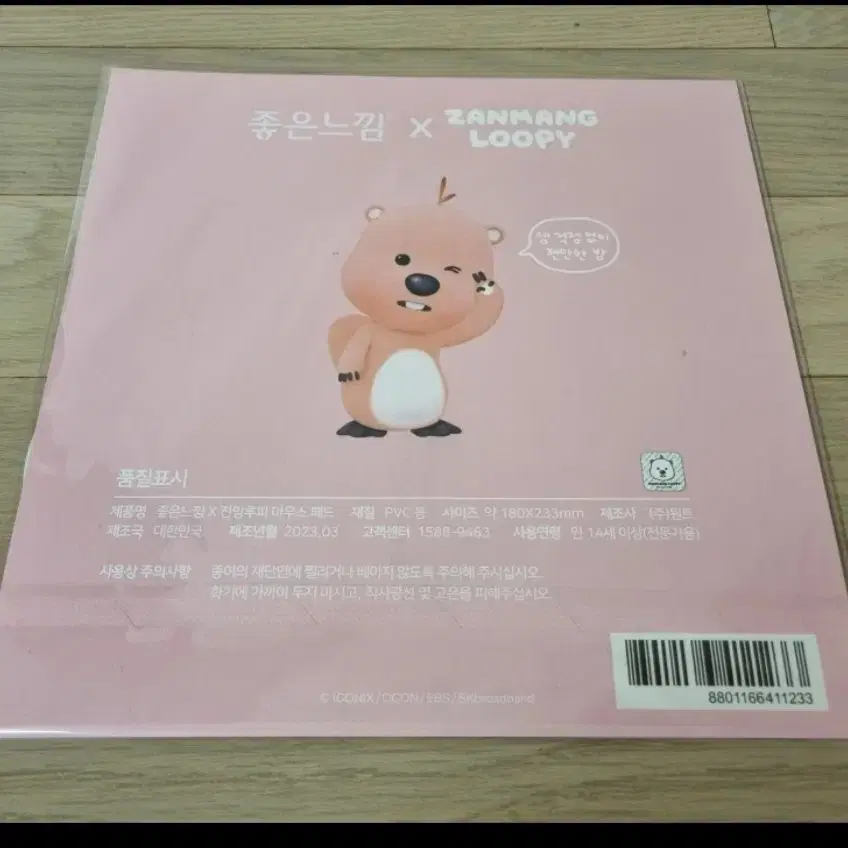 좋은느낌 X ZANMANG LOOPY
샘 걱정 없이
잔망한 밤
품질표시
제품명 좋은느낌 X 잔망루피 마우스 패드 재질 PVC 등 사이즈 약 180X233mm 제조사 (주)원트
제조국 대한민국 제조년월 2023.03 고객센터 1588-9463 사용연령 만 14세 이상(전문가용)
사용상 주의사항 종이의 재단면에 찔리거나 베이지 않도록 주의해 주시십시오.
화기에 가까이 두지 마시고, 직사광선 및 고온을 피해주십시오.
© ICONIX/OCON/EBS/SKbroadband
8801166411233